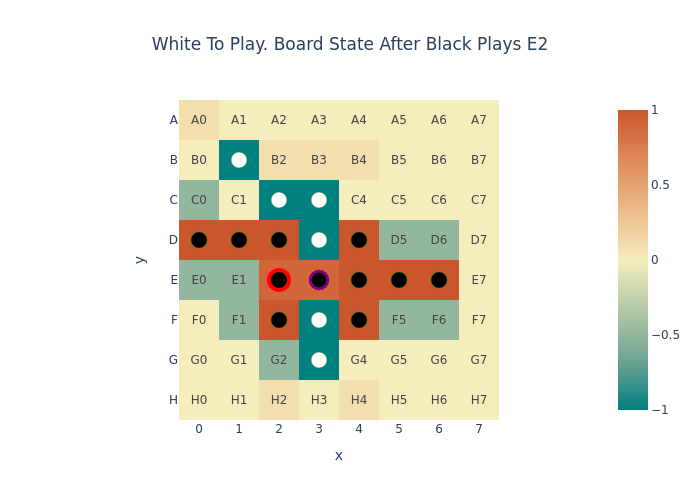 White To Play. Board State After Black Plays E2
A A0 A1 A2 A3 A4 A5 A6 A7
B B0 B2 B3 B4 B5 B6 B7
C C0 C1 C4 C5 C6 C7
D D5 D6 D7
E E0 E1 E7
F F0 F1 F5 F6 F7
G G0 G1 G2 G4 G5 G6 G7
H H0 H1 H2 H3 H4 H5 H6 H7
0 1 2 3 4 5 6 7
x
y
1
0.5
0
−0.5
−1